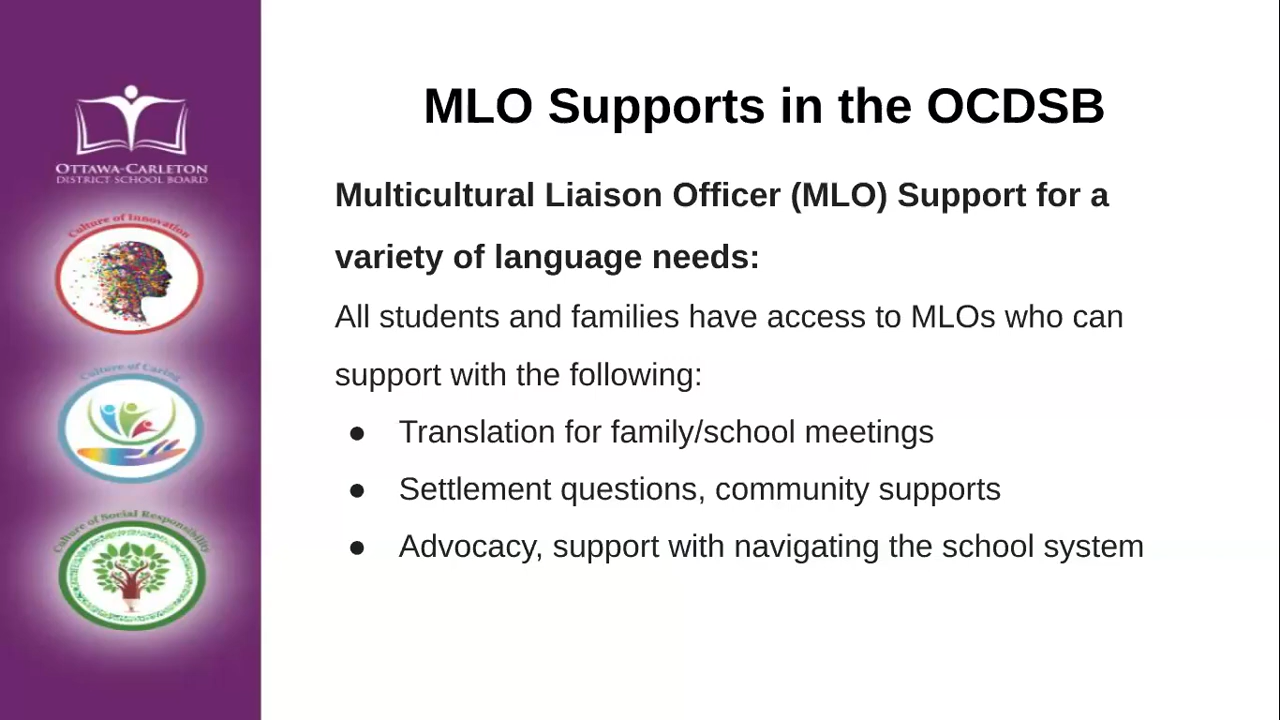 OTTAWA-CARLETON
DISTRICT SCHOOL BOARD
Culture of Innovation
Culture of Caring
Culture of Social Responsibility
MLO Supports in the OCDSB
Multicultural Liaison Officer (MLO) Support for a
variety of language needs:
All students and families have access to MLOs who can
support with the following:
● Translation for family/school meetings
● Settlement questions, community supports
● Advocacy, support with navigating the school system